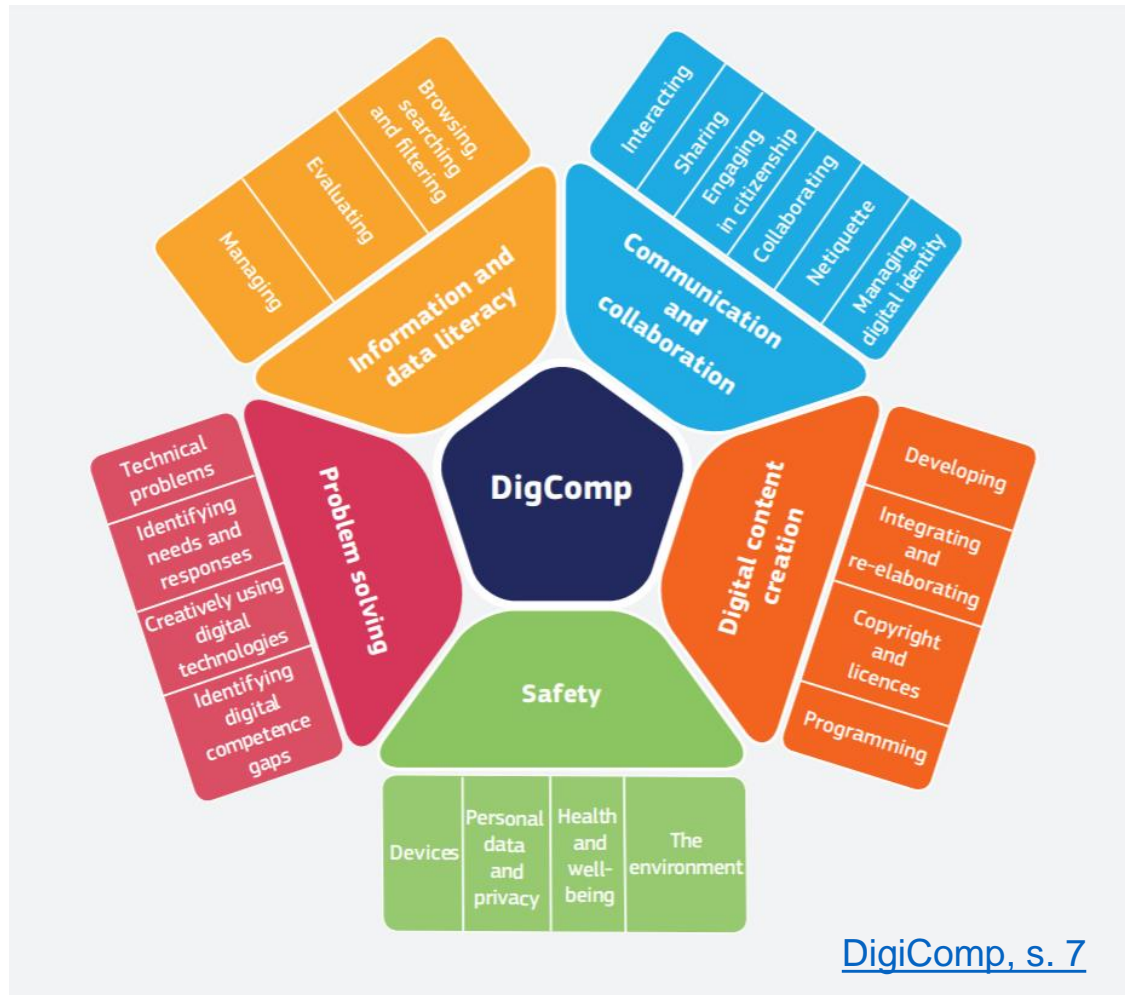 Browsing,
searching
and filtering
Evaluating
Managing
Information and
data literacy
Interacting
Sharing
Engaging
in citizenship
Collaborating
Netiquette
Managing
digital identity
Communication
and
collaboration
DigComp
Technical
problems
Identifying
needs and
responses
Creatively using
digital
technologies
Identifying
digital
competence
gaps
Problem solving
Digital content
creation
Developing
Integrating
and
re-elaborating
Copyright
and
licences
Programming
Safety
Devices
Personal
data
and
privacy
Health
and
well-
being
The
environment
DigiComp, s. 7